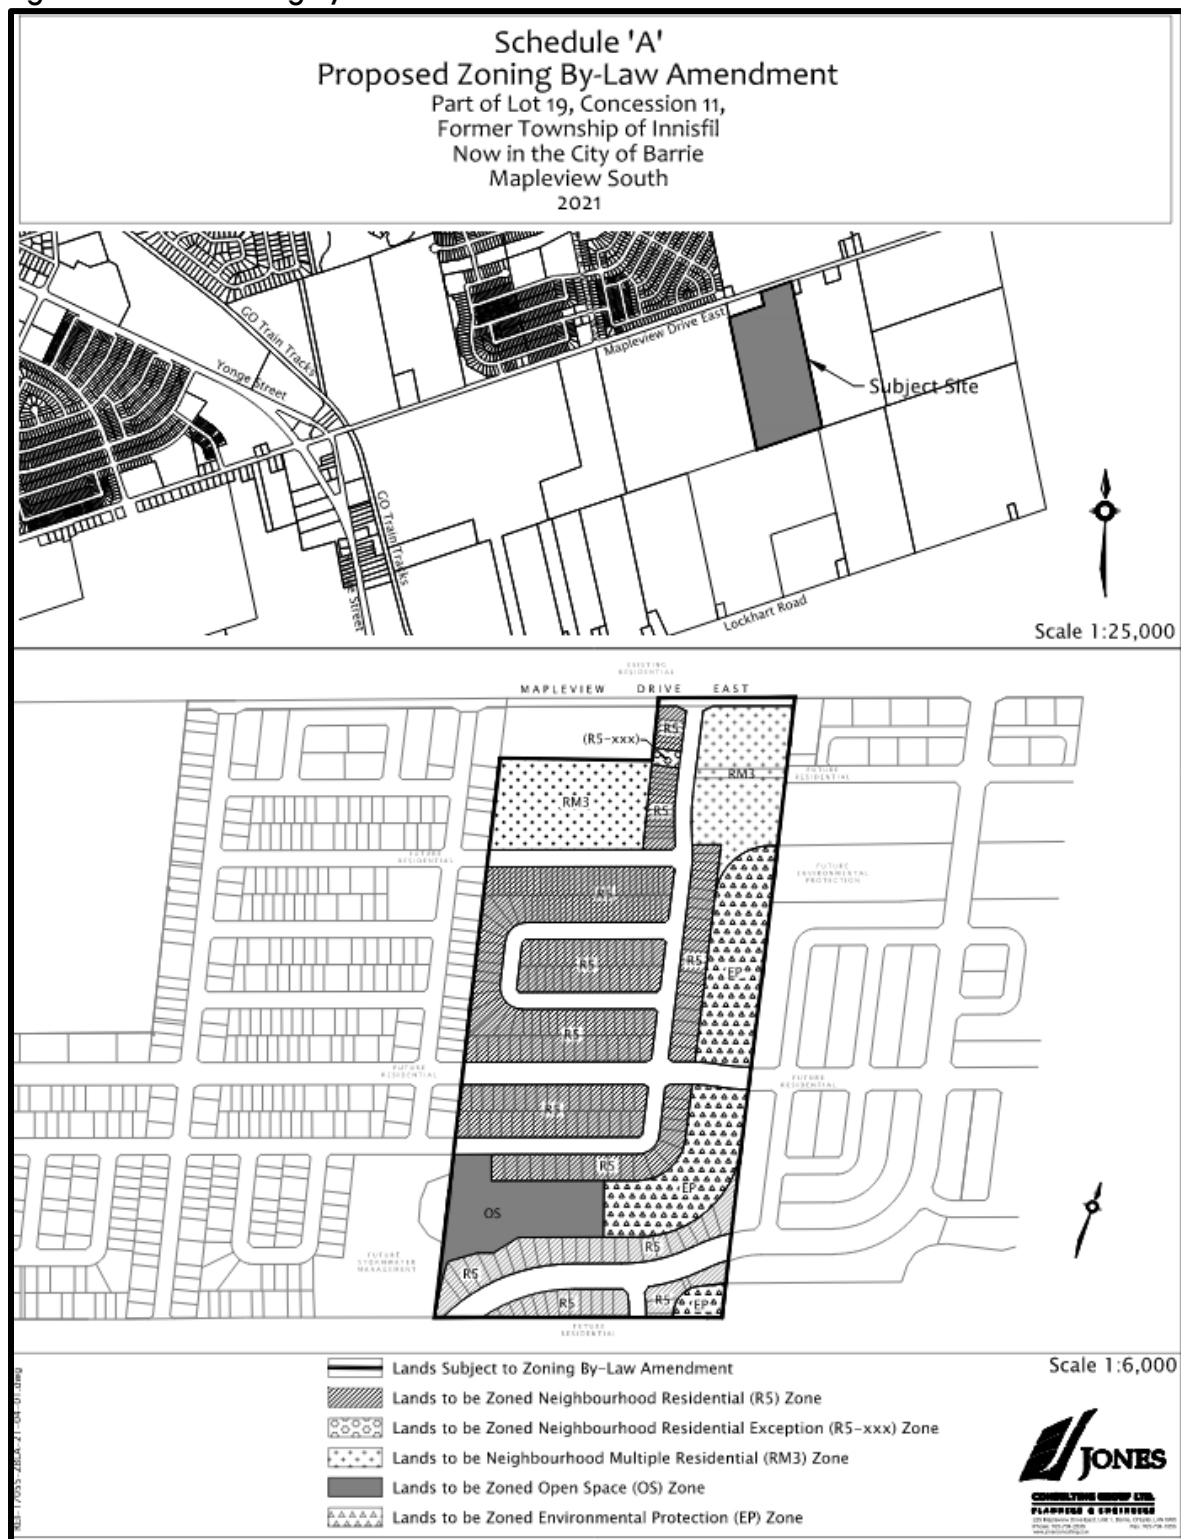 Schedule 'A'
Proposed Zoning By-Law Amendment
Part of Lot 19, Concession 11,
Former Township of Innisfil
Now in the City of Barrie
Mapleview South
2021
GO Train Tracks
Yonge Street
Mapleview Drive East
Subject Site
GO Train Tracks
e Street
Lockhart Road
Scale 1:25,000
EXISTING
RESIDENTIAL
MAPLEVIEW DRIVE EAST
R5
(R5-xxx)
RM3
FUTURE
RESIDENTIAL
RM3
R5
FUTURE
RESIDENTIAL
FUTURE
ENVIRONMENTAL
PROTECTION
R5
R5
R5
EP
R5
FUTURE
RESIDENTIAL
FUTURE
RESIDENTIAL
R5
R5
EP
OS
R5
FUTURE
STORMWATER
MANAGEMENT
R5
R5
R5
EP
FUTURE
RESIDENTIAL
Lands Subject to Zoning By-Law Amendment
Scale 1:6,000
Lands to be Zoned Neighbourhood Residential (R5) Zone
Lands to be Zoned Neighbourhood Residential Exception (R5-xxx) Zone
Lands to be Neighbourhood Multiple Residential (RM3) Zone
Lands to be Zoned Open Space (OS) Zone
Lands to be Zoned Environmental Protection (EP) Zone
JONES
CONSULTING GROUP LTD.
PLANNERS & ENGINEERS